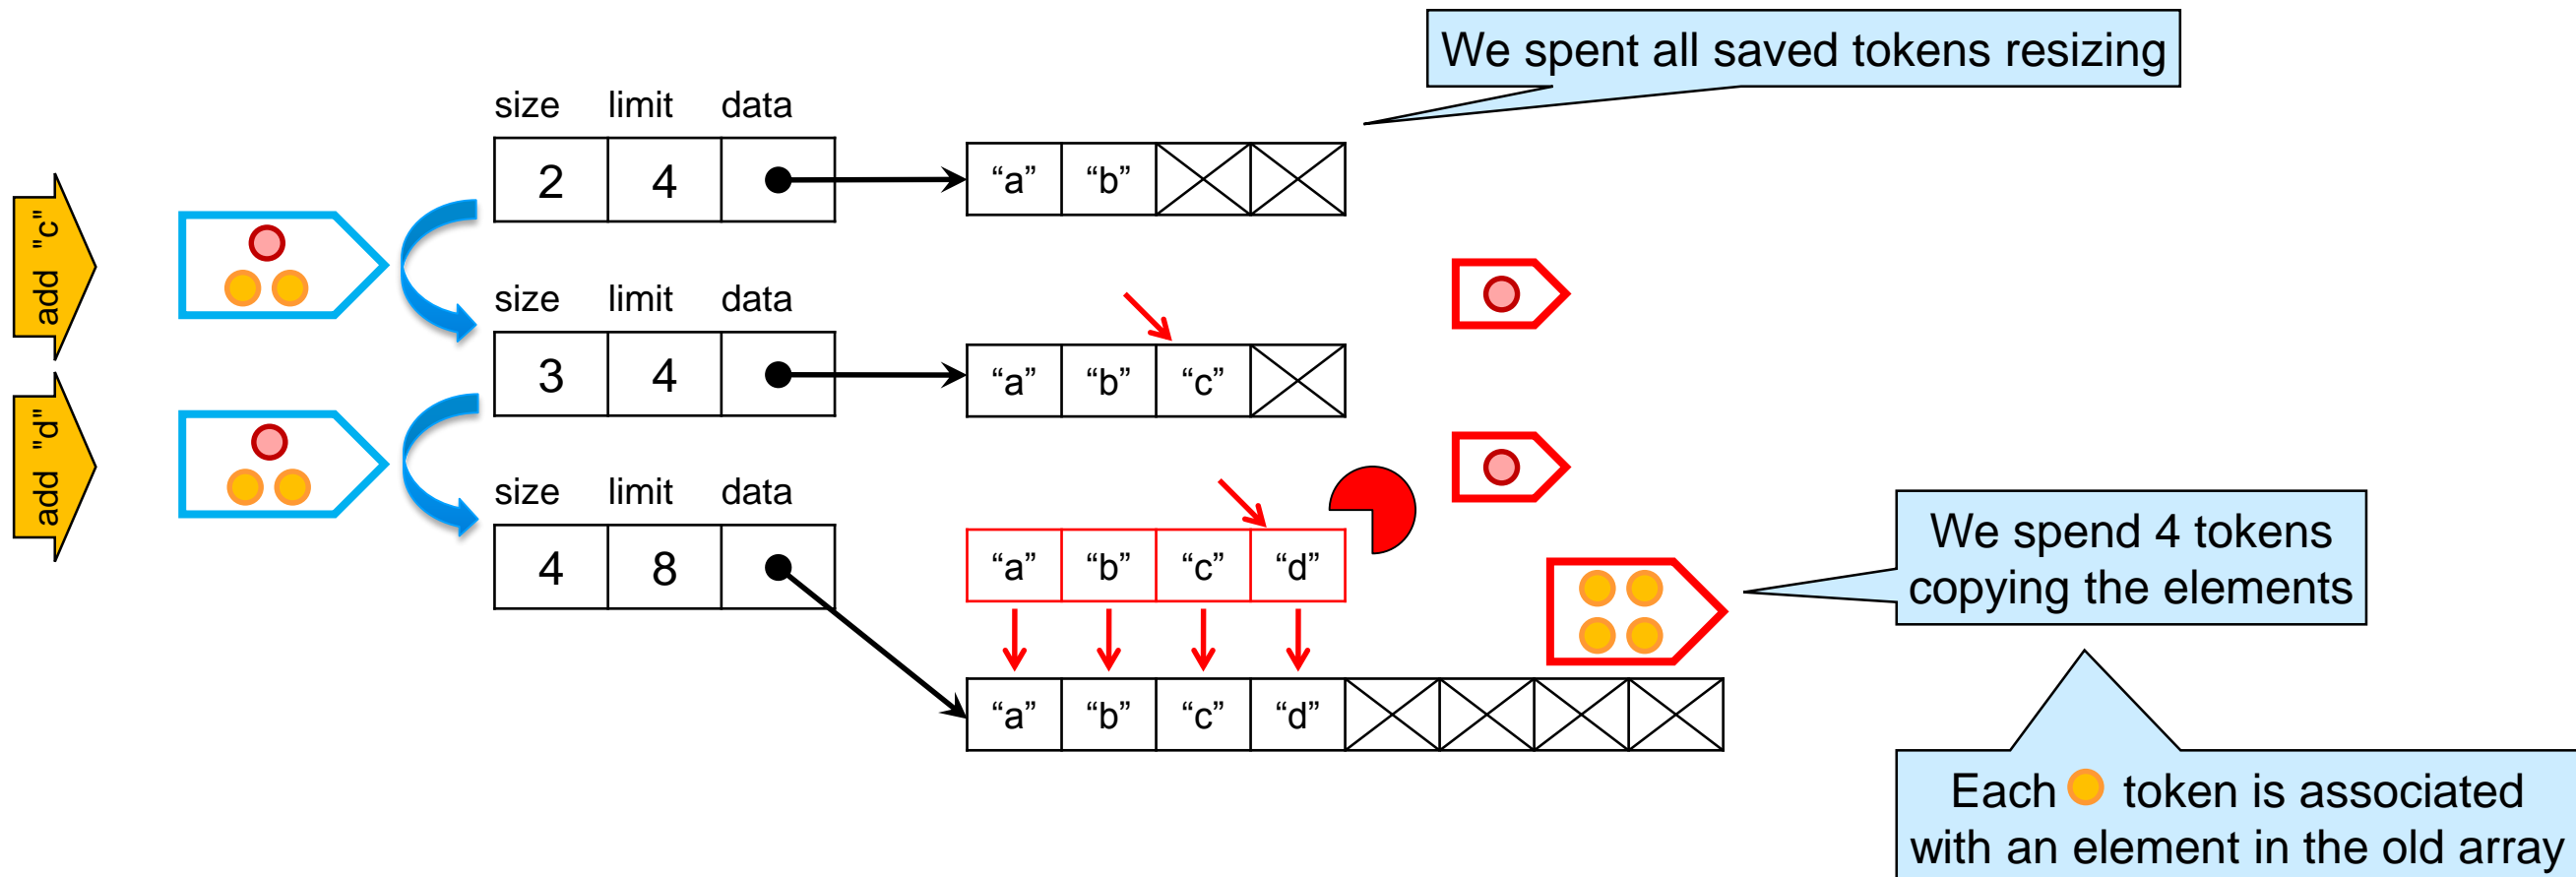 We spent all saved tokens resizing
size limit data
2 4
“a” “b”
add "c"
size limit data
3 4
“a” “b” “c”
add "d"
size limit data
4 8
“a” “b” “c” “d”
We spend 4 tokens
copying the elements
“a” “b” “c” “d”
Each token is associated
with an element in the old array